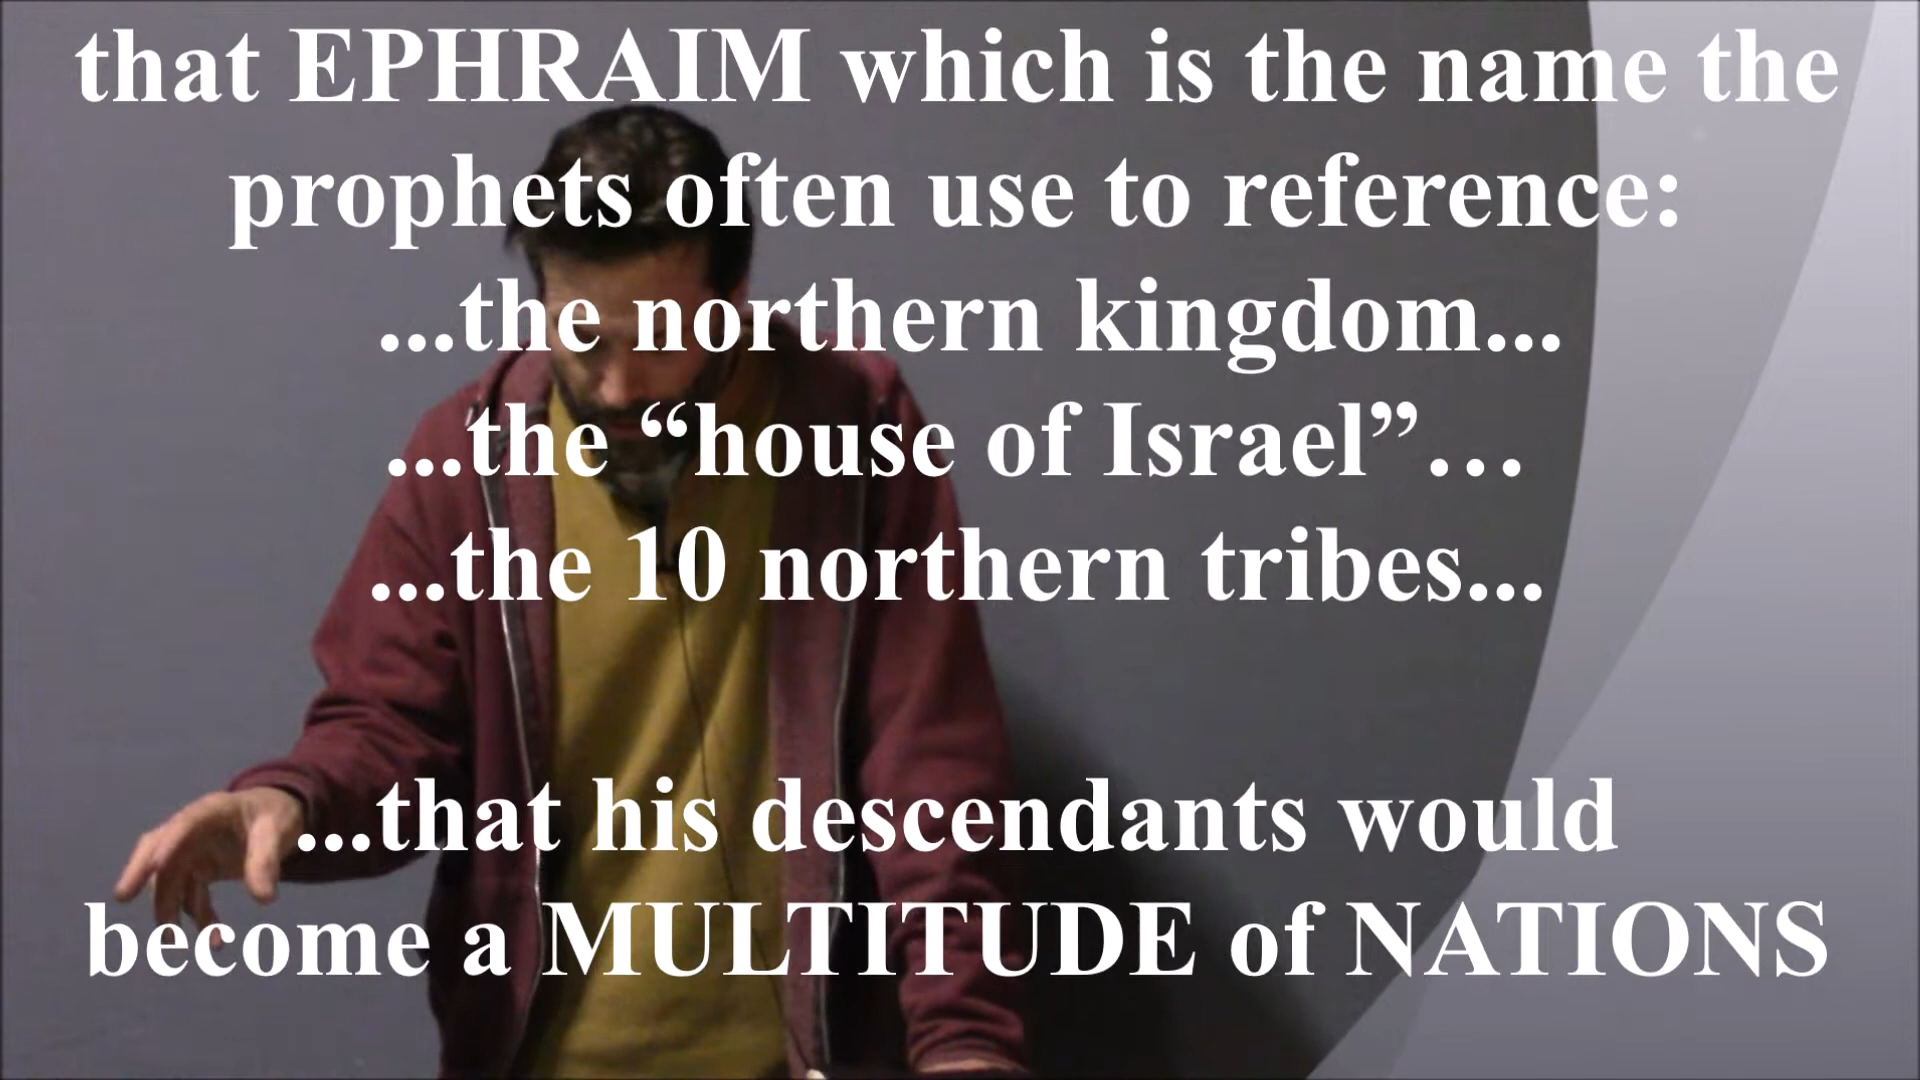 that EPHRAIM which is the name the
prophets often use to reference:
...the northern kingdom...
...the “house of Israel”…
...the 10 northern tribes...
...that his descendants would
become a MULTITUDE of NATIONS